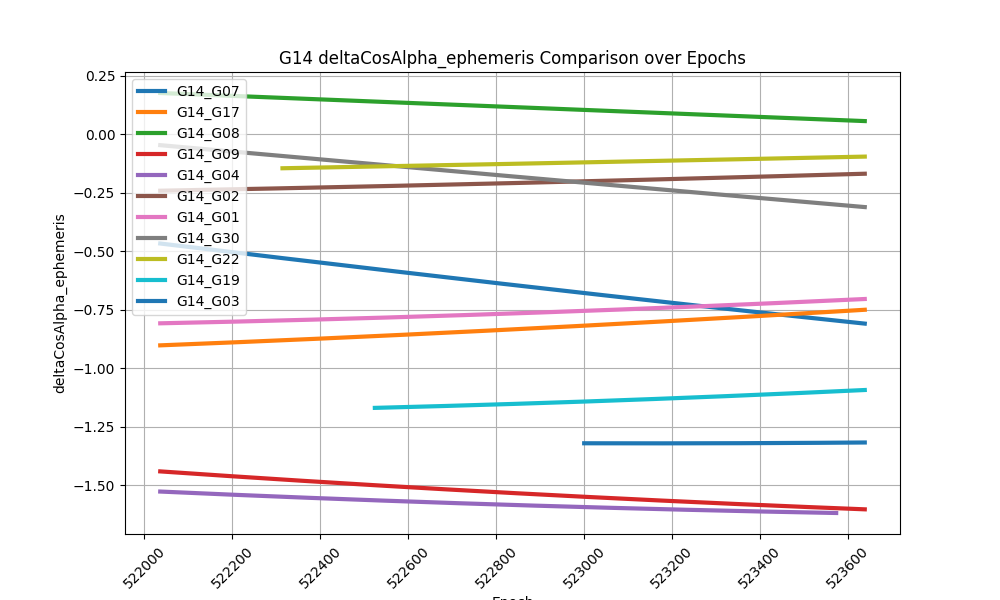 G14 deltaCosAlpha_ephemeris Comparison over Epochs
deltaCosAlpha_ephemeris
0.25
0.00
−0.25
−0.50
−0.75
−1.00
−1.25
−1.50
G14_G07
G14_G17
G14_G08
G14_G09
G14_G04
G14_G02
G14_G01
G14_G30
G14_G22
G14_G19
G14_G03
522000
522200
522400
522600
522800
523000
523200
523400
523600
Epoch